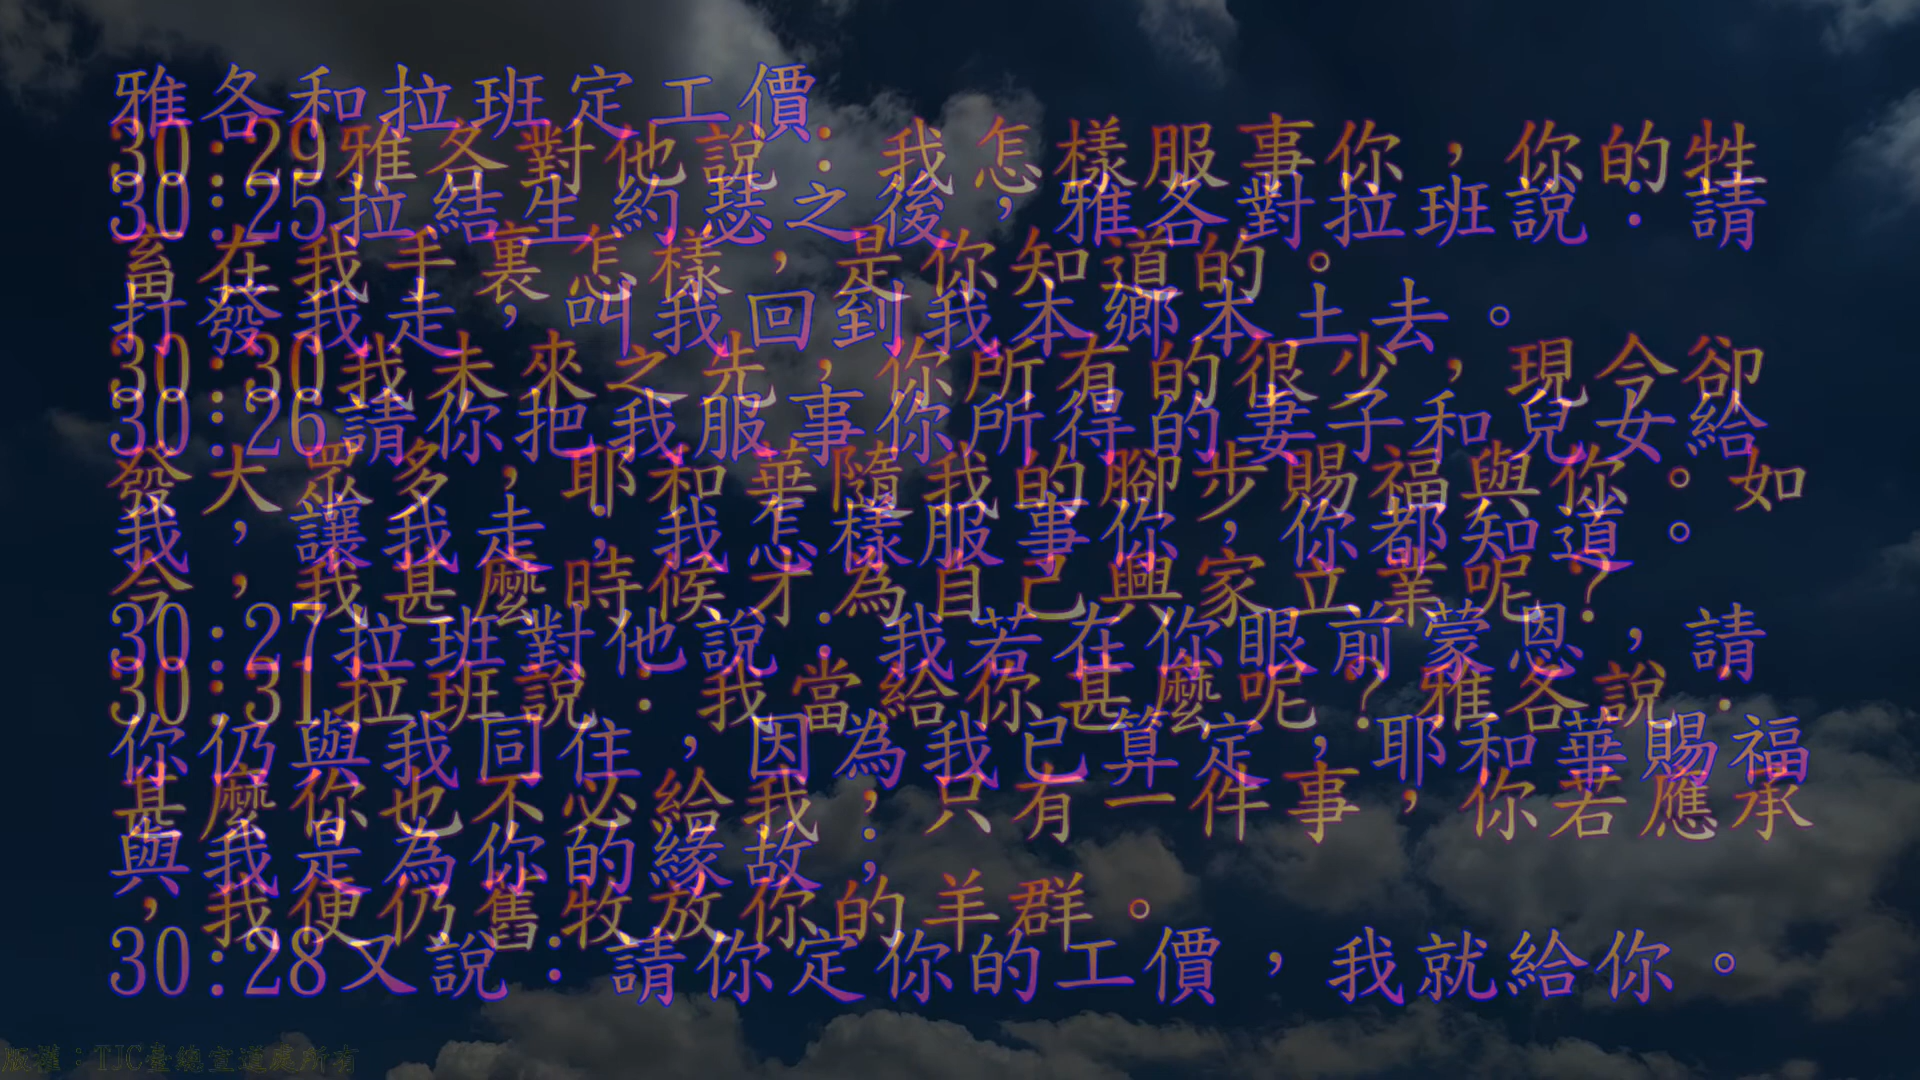 雅各和拉班定工價
30:25拉結生約瑟之後，雅各對拉班說：請
打發我走，叫我回到我本鄉本土去。
30:26請你把我服事你所得的妻子和兒女給
我，讓我走；我怎樣服事你，你都知道。
30:27拉班對他說：我若在你眼前蒙恩，請
你仍與我同住，因為我已算定，耶和華賜福
與我是為你的緣故；
30:28又說：請你定你的工價，我就給你。
30:29雅各對他說：我怎樣服事你，你的牲
畜在我手裏怎樣，是你知道的。
30:30我未來之先，你所有的很少，現今卻
發大眾多，耶和華隨我的腳步賜福與你。如
今，我甚麼時候才為自己興家立業呢？
30:31拉班說：我當給你甚麼呢？雅各說：
甚麼你也不必給我，只有一件事，你若應承
，我便仍舊牧放你的羊群。
版權：TJC臺總宣道處所有